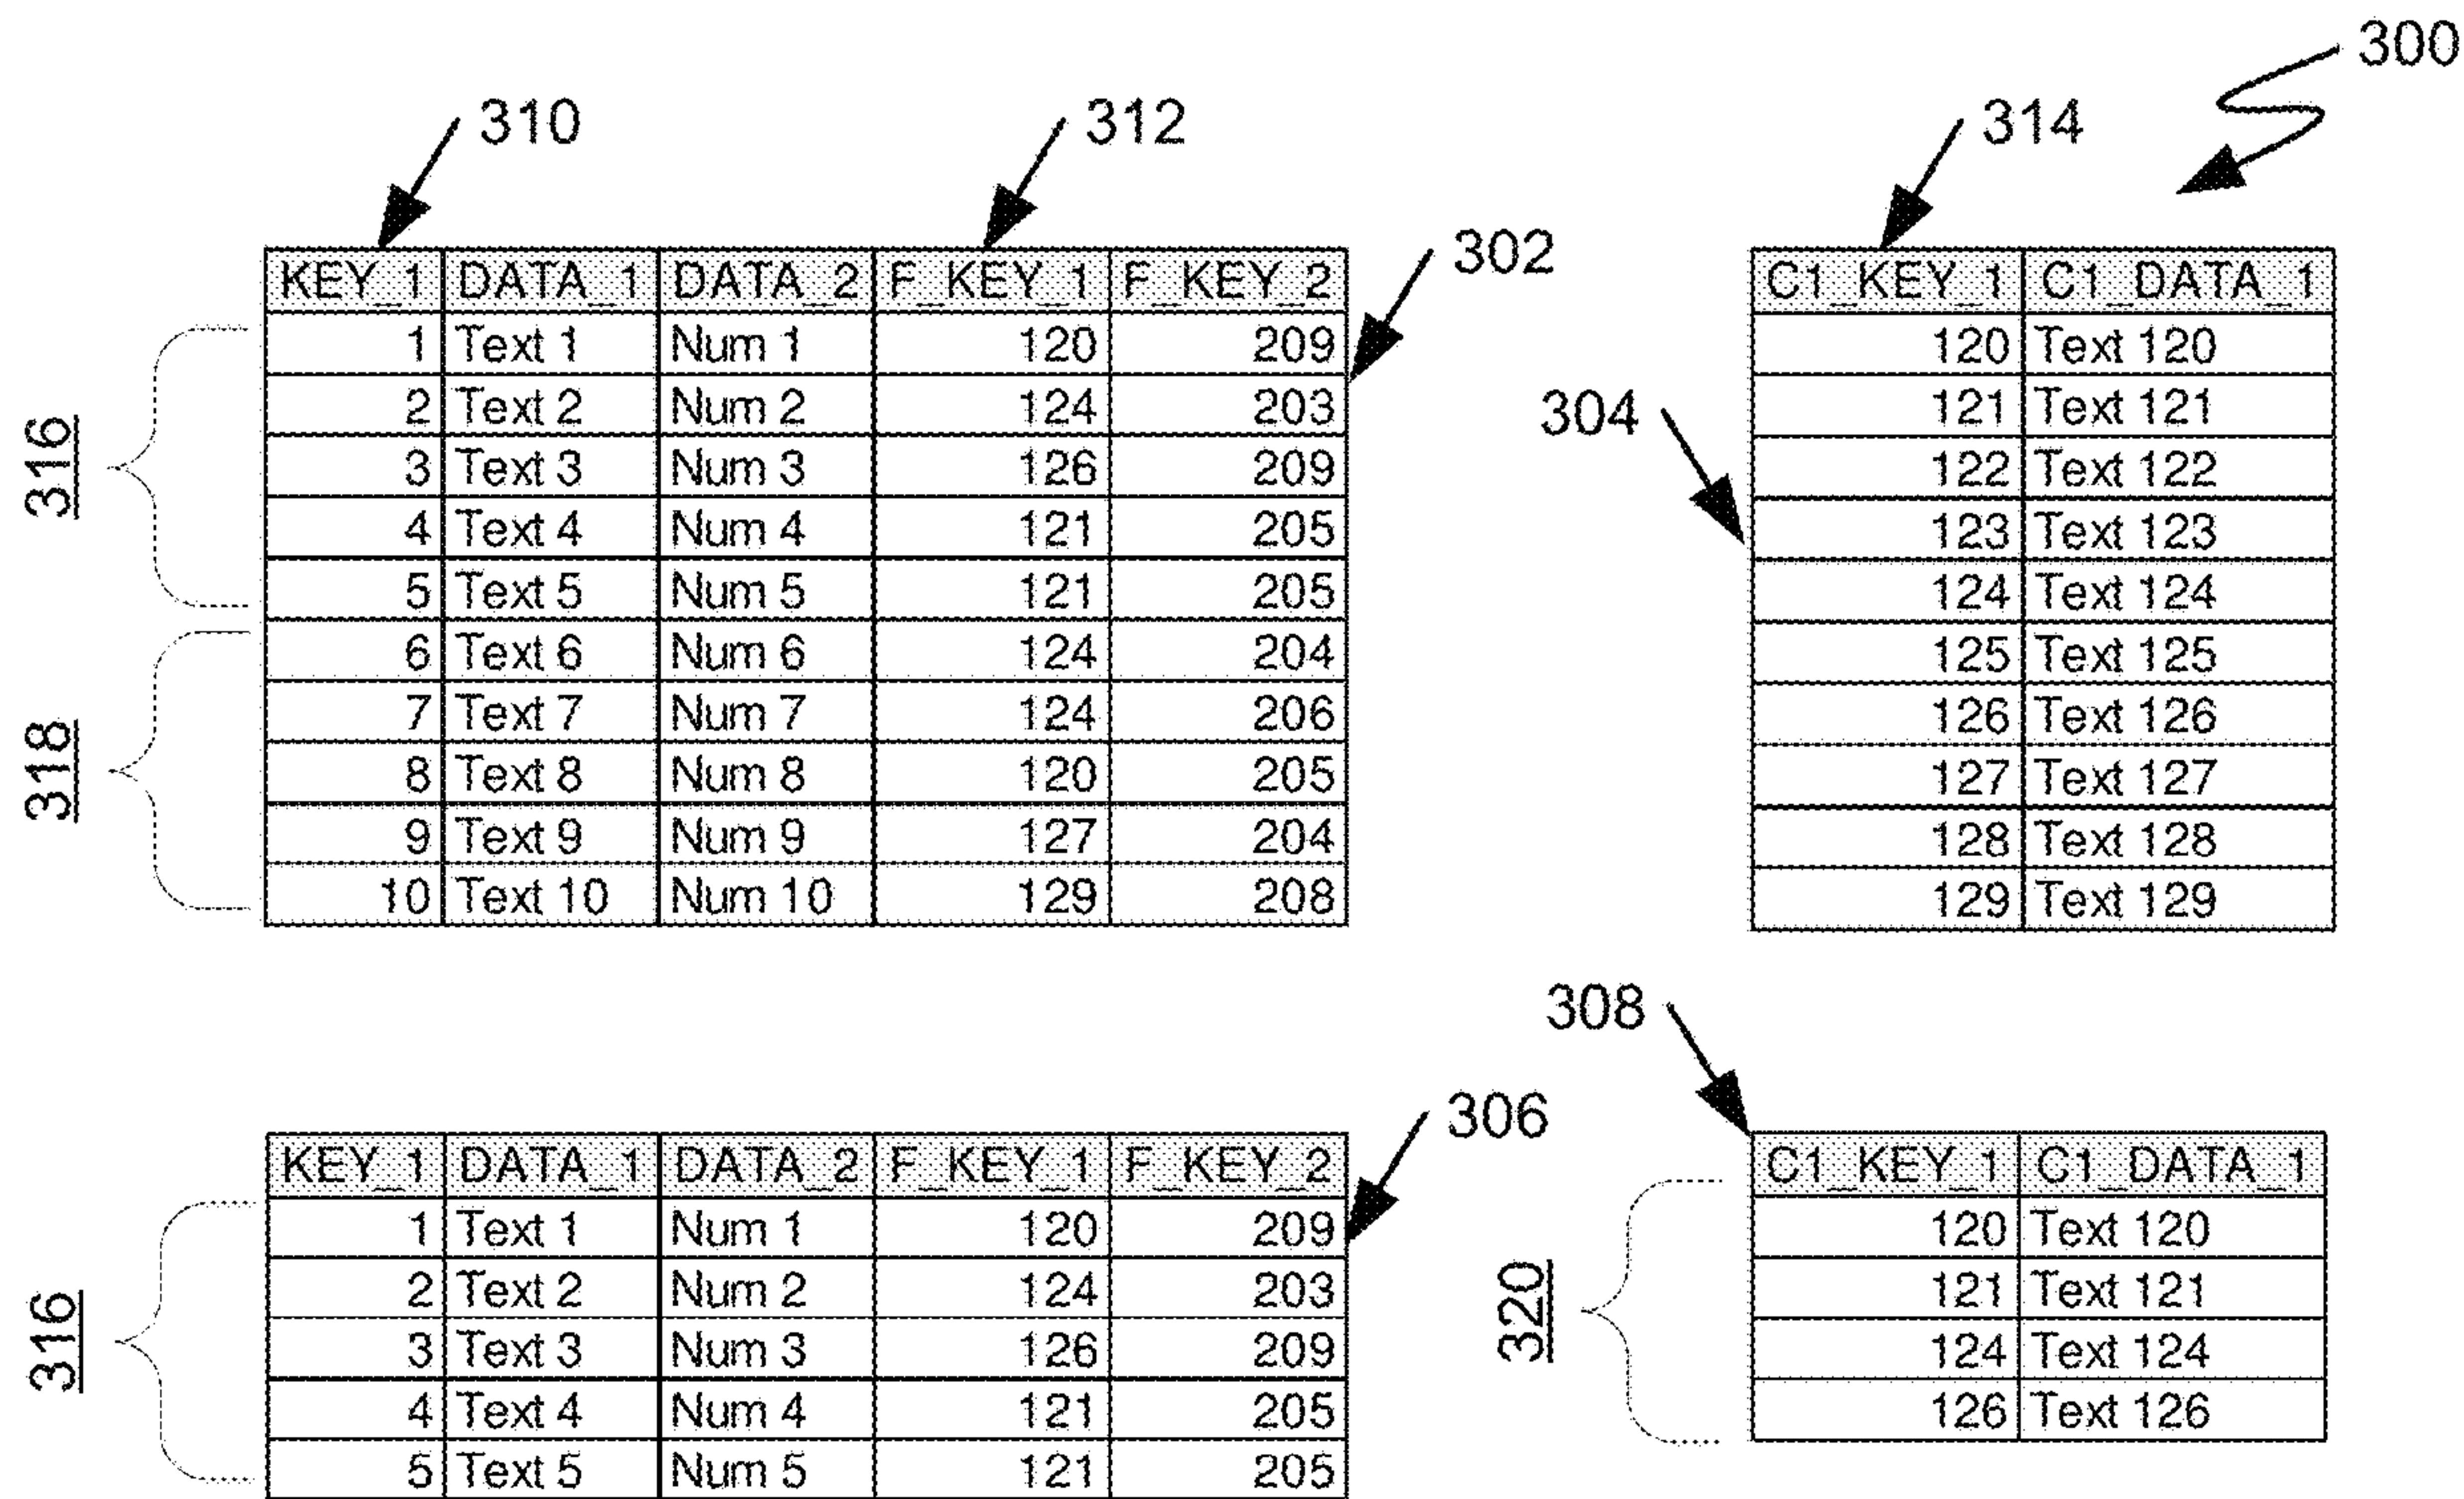 300
310 312 314
302
KEY_1 DATA_1 DATA_2 F_KEY_1 F_KEY_2
1 Text 1 Num 1 120 209
2 Text 2 Num 2 124 203
3 Text 3 Num 3 126 209
4 Text 4 Num 4 121 205
5 Text 5 Num 5 121 205
6 Text 6 Num 6 124 204
7 Text 7 Num 7 124 206
8 Text 8 Num 8 120 205
9 Text 9 Num 9 127 204
10 Text 10 Num 10 129 208
316
318
304
C1_KEY_1 C1_DATA_1
120 Text 120
121 Text 121
122 Text 122
123 Text 123
124 Text 124
125 Text 125
126 Text 126
127 Text 127
128 Text 128
129 Text 129
306
KEY_1 DATA_1 DATA_2 F_KEY_1 F_KEY_2
1 Text 1 Num 1 120 209
2 Text 2 Num 2 124 203
3 Text 3 Num 3 126 209
4 Text 4 Num 4 121 205
5 Text 5 Num 5 121 205
316
308
C1_KEY_1 C1_DATA_1
120 Text 120
121 Text 121
124 Text 124
126 Text 126
320